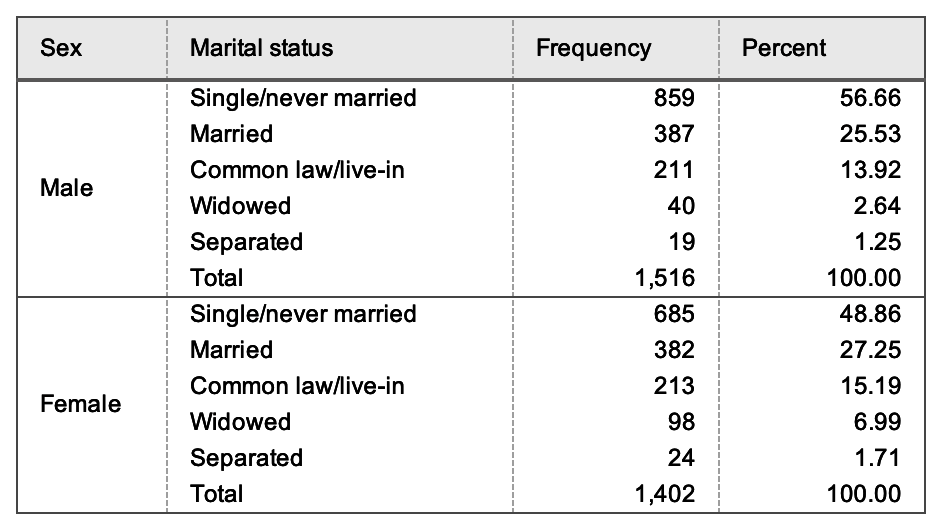 Sex Marital status Frequency Percent
Single/never married 859 56.66
Married 387 25.53
Common law/live-in 211 13.92
Male
Widowed 40 2.64
Separated 19 1.25
Total 1,516 100.00
Single/never married 685 48.86
Married 382 27.25
Common law/live-in 213 15.19
Female
Widowed 98 6.99
Separated 24 1.71
Total 1,402 100.00